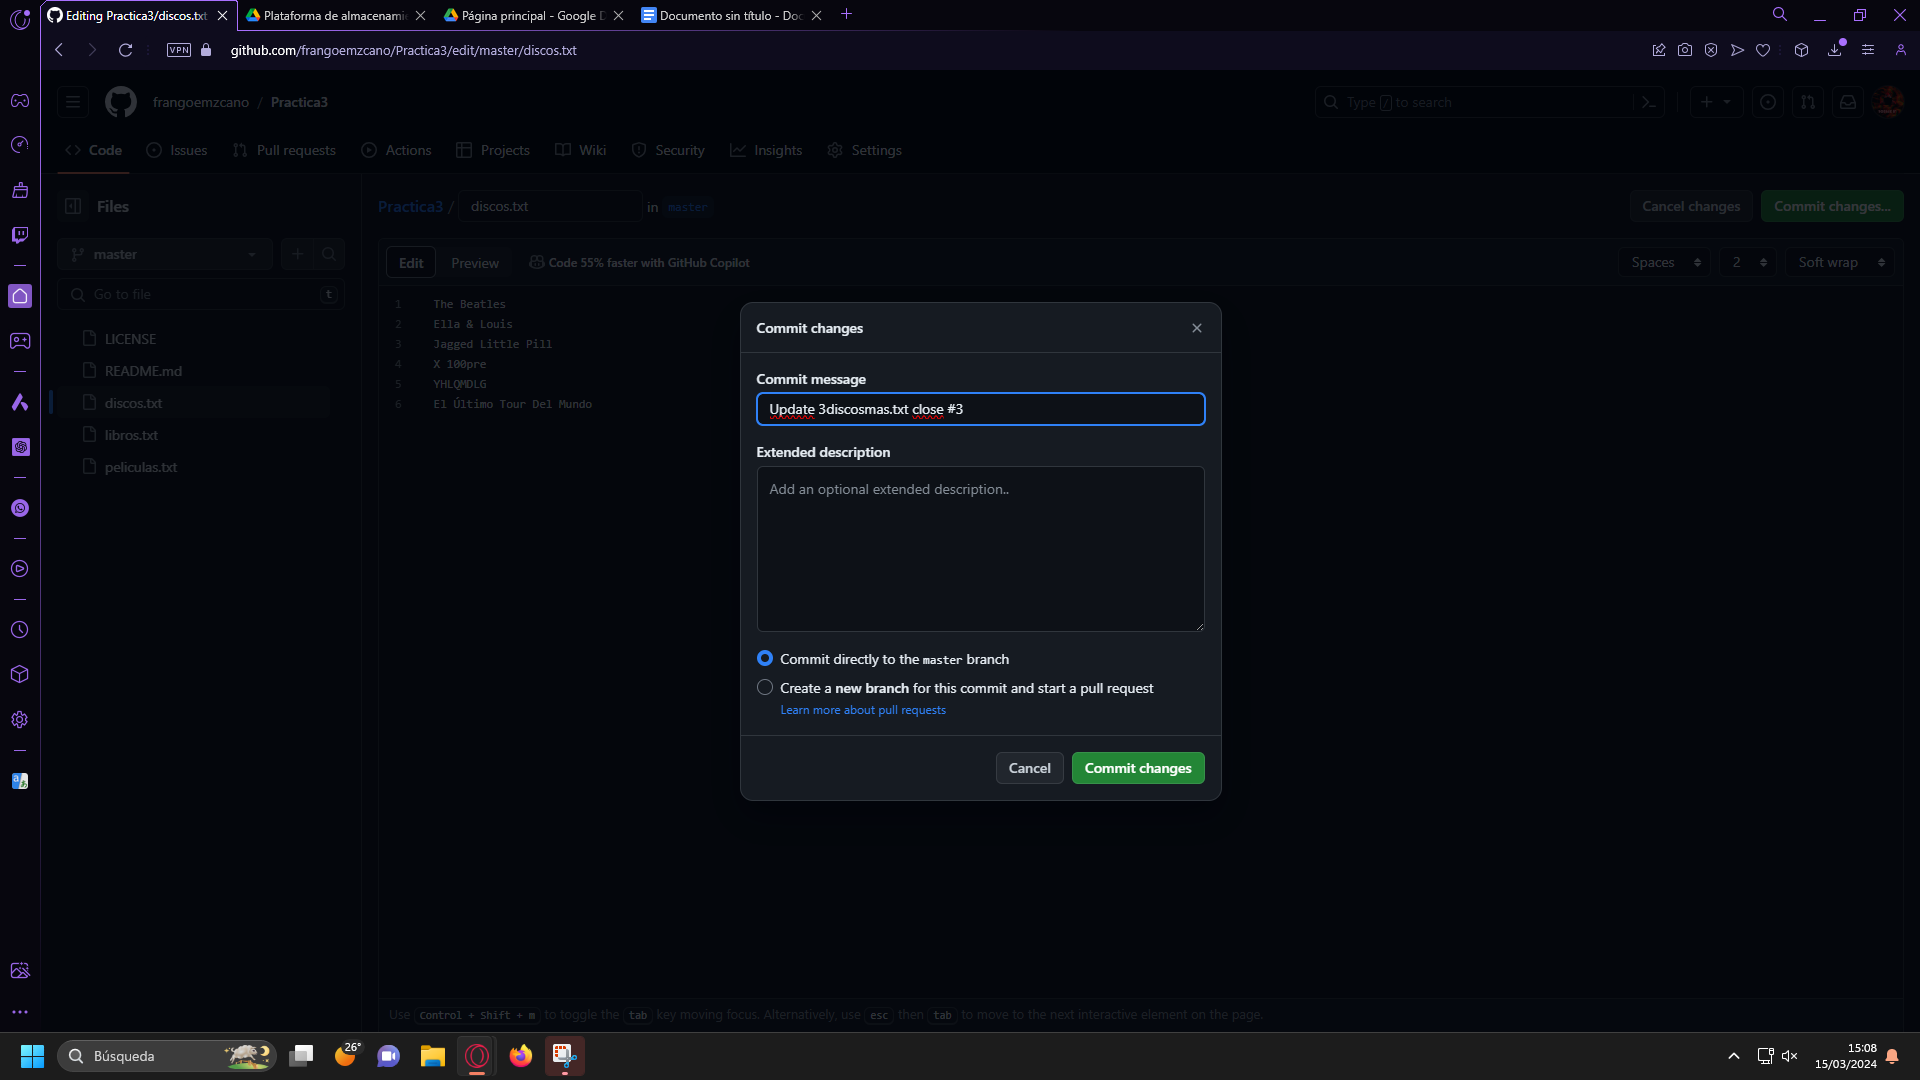 Editing Practica3/discos.txt
Plataforma de almacenami
Página principal - Google D
Documento sin título - Doc
VPN
github.com/frangoemzcano/Practica3/edit/master/discos.txt
frangoemzcano / Practica3
Type / to search
Code
Issues
Pull requests
Actions
Projects
Wiki
Security
Insights
Settings
Files
Practica3 / discos.txt in master
Cancel changes
Commit changes...
master
Edit
Preview
Code 55% faster with GitHub Copilot
Spaces
2
Soft wrap
Go to file
t
LICENSE
README.md
discos.txt
libros.txt
peliculas.txt
1 The Beatles
2 Ella & Louis
3 Jagged Little Pill
4 X 100pre
5 YHLQMDLG
6 El Último Tour Del Mundo
Commit changes
Commit message
Update 3discosmas.txt close #3
Extended description
Add an optional extended description..
Commit directly to the master branch
Create a new branch for this commit and start a pull request
Learn more about pull requests
Cancel
Commit changes
Use Control + Shift + m to toggle the tab key moving focus. Alternatively, use esc then tab to move to the next interactive element on the page.
Búsqueda
26°
15:08
15/03/2024